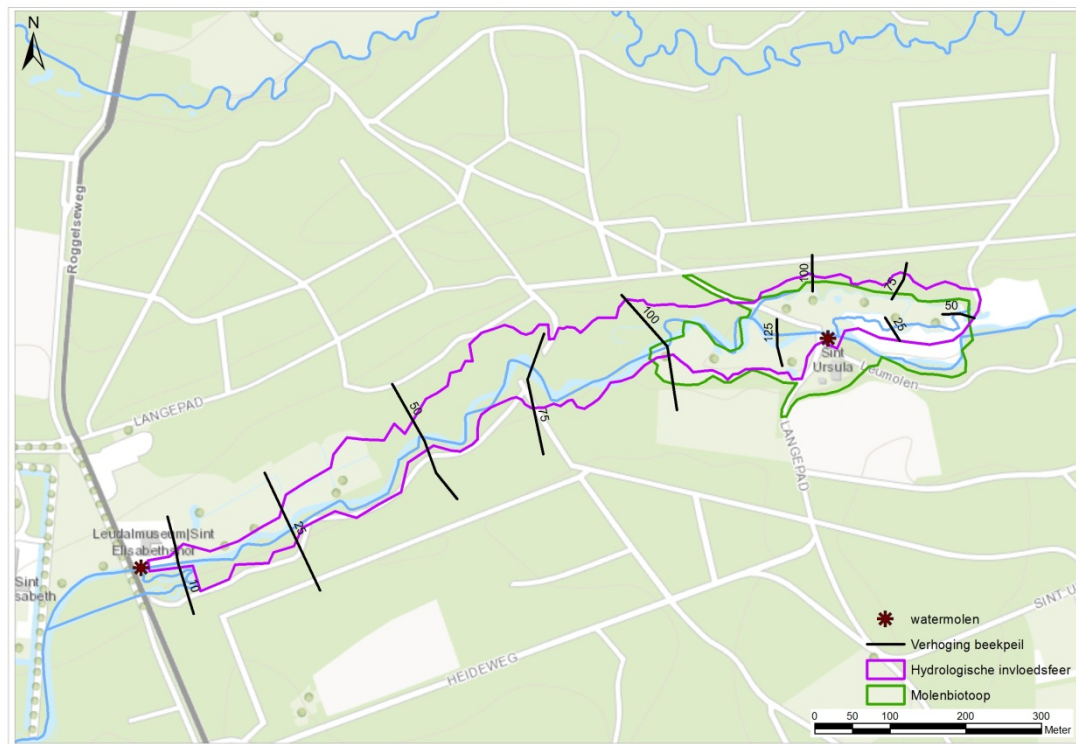 N
Roggelseweg
100
75
50
100
125
25
Sint
Ursula
Leumolen
50
75
LANGEPAD
LANGEPAD
25
Leudalmuseum|Sint
Elisabethshof
10
Sint
sabeth
HEIDEWEG
SINT-U
watermolen
Verhoging beekpeil
Hydrologische invloedsfeer
Molenbiotoop
0 50 100 200 300
Meter